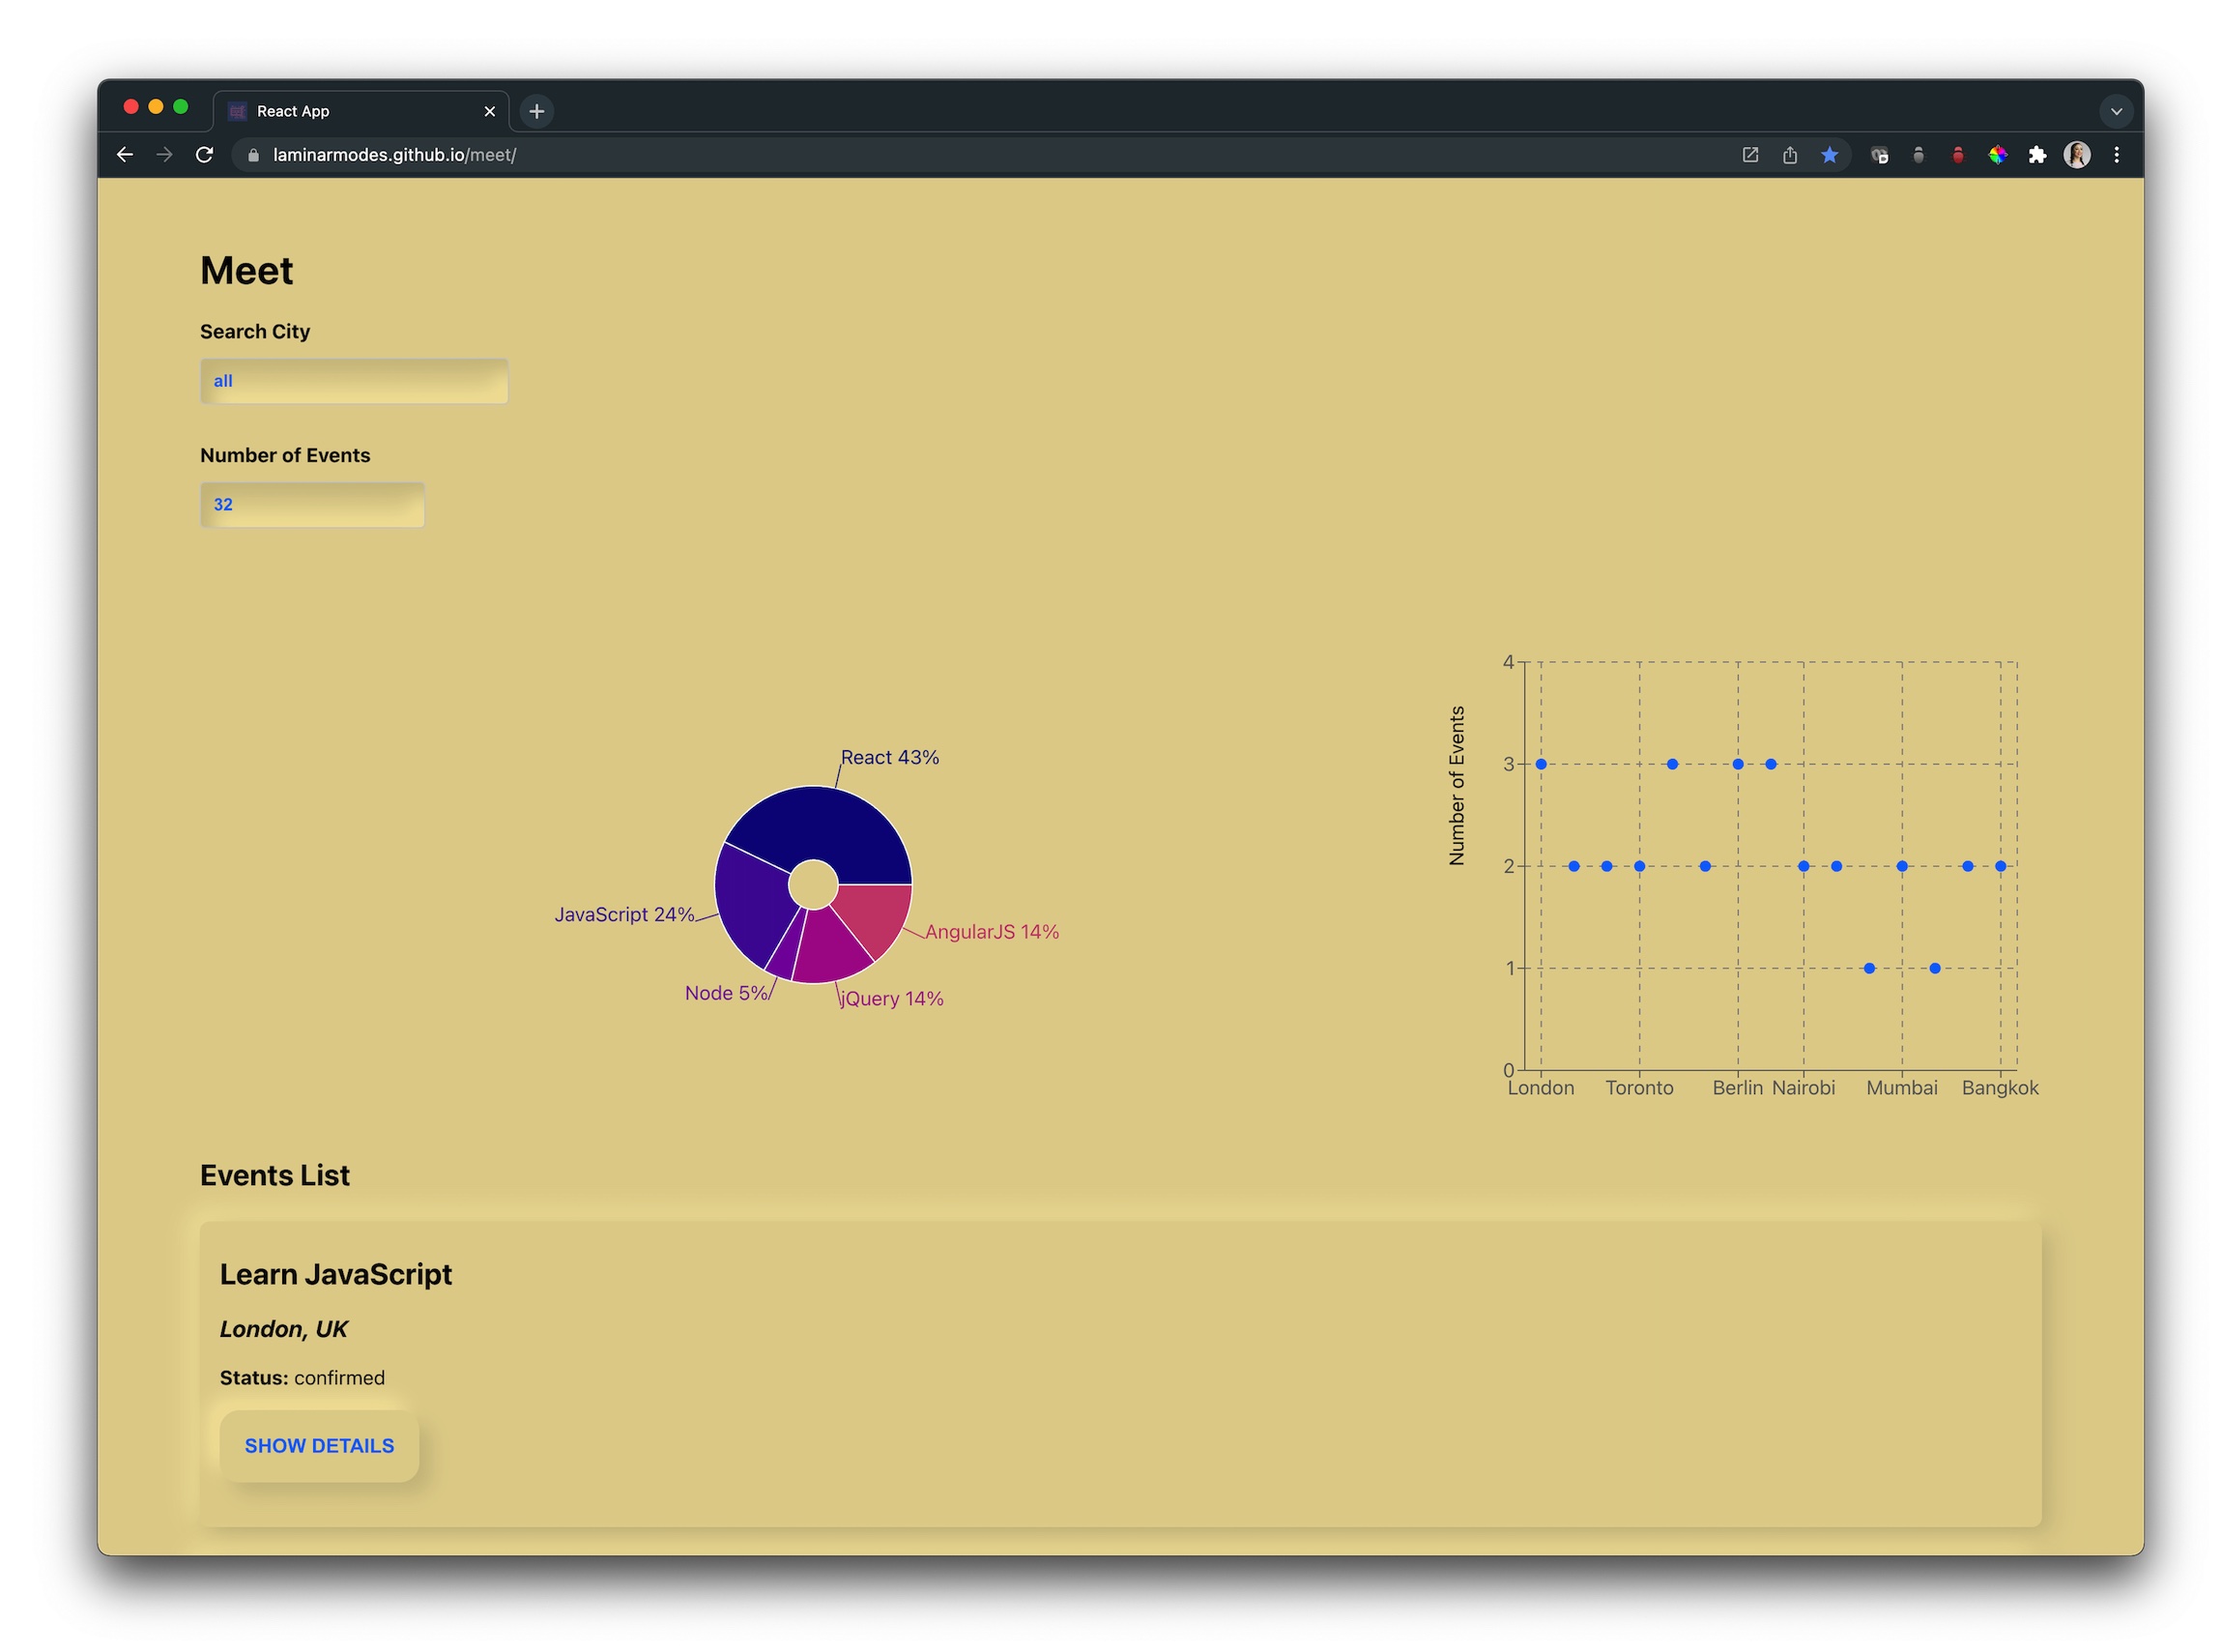 React App
laminarmodes.github.io/meet/
Meet
Search City
all
Number of Events
32
React 43%
JavaScript 24%
AngularJS 14%
Node 5%
jQuery 14%
Number of Events
4
3
2
1
0
London Toronto Berlin Nairobi Mumbai Bangkok
Events List
Learn JavaScript
London, UK
Status: confirmed
SHOW DETAILS